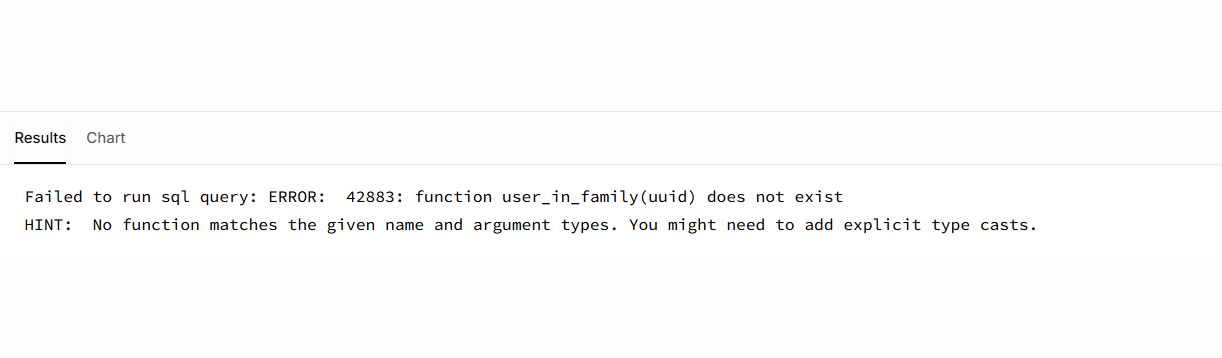 Results Chart
Failed to run sql query: ERROR:  42883: function user_in_family(uuid) does not exist
HINT:  No function matches the given name and argument types. You might need to add explicit type casts.